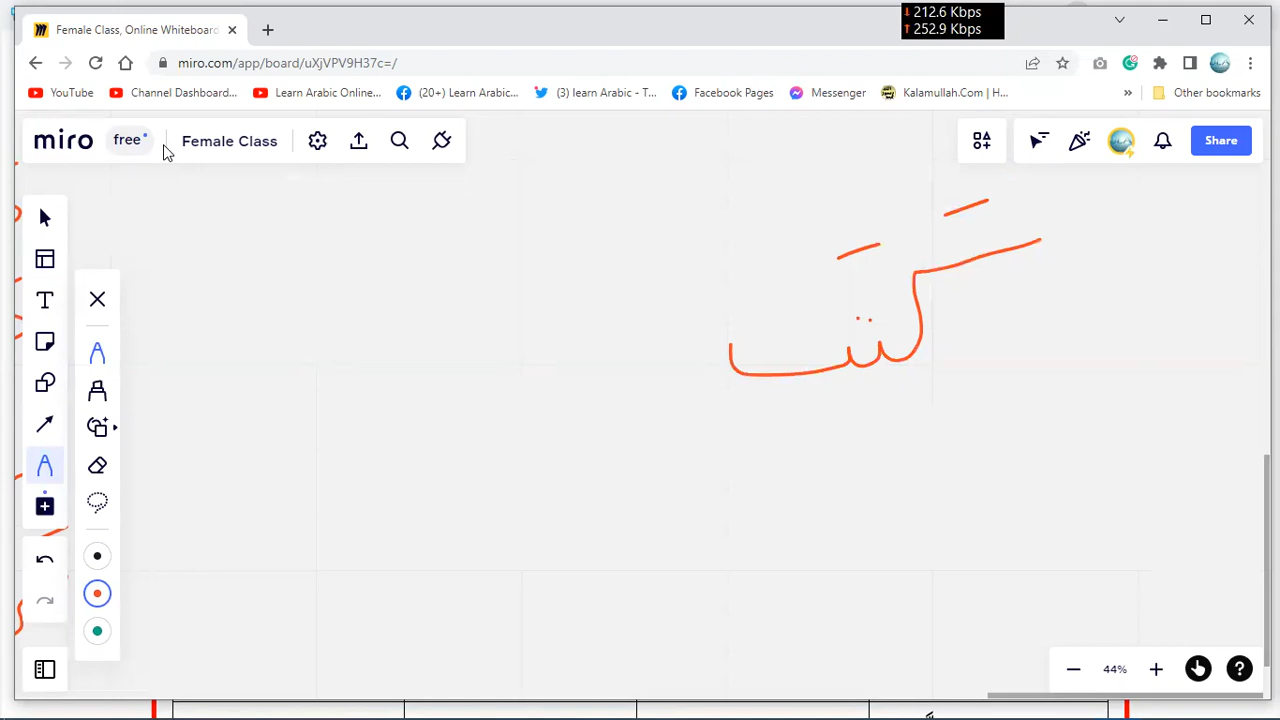 ↓ 212.6 Kbps
↑ 252.9 Kbps
Female Class, Online Whiteboard
miro.com/app/board/uXjVPV9H37c=/
YouTube
Channel Dashboard...
Learn Arabic Online...
(20+) Learn Arabic...
(3) learn Arabic - T...
Facebook Pages
Messenger
Kalamullah.Com | H...
»
Other bookmarks
miro
free
Female Class
Share
44%